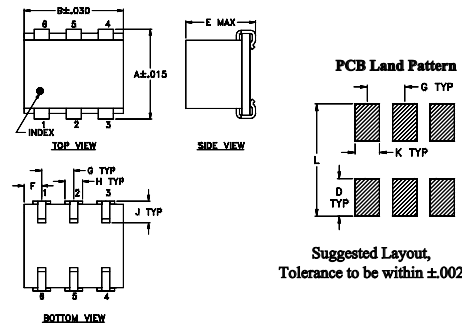 B±.030
6 5 4
A±.015
INDEX
1 2 3
TOP VIEW
E MAX
SIDE VIEW
PCB Land Pattern
G TYP
K TYP
L
D
TYP
Suggested Layout,
Tolerance to be within ±.002
G TYP
H TYP
F
1 2 3
J TYP
6 5 4
BOTTOM VIEW